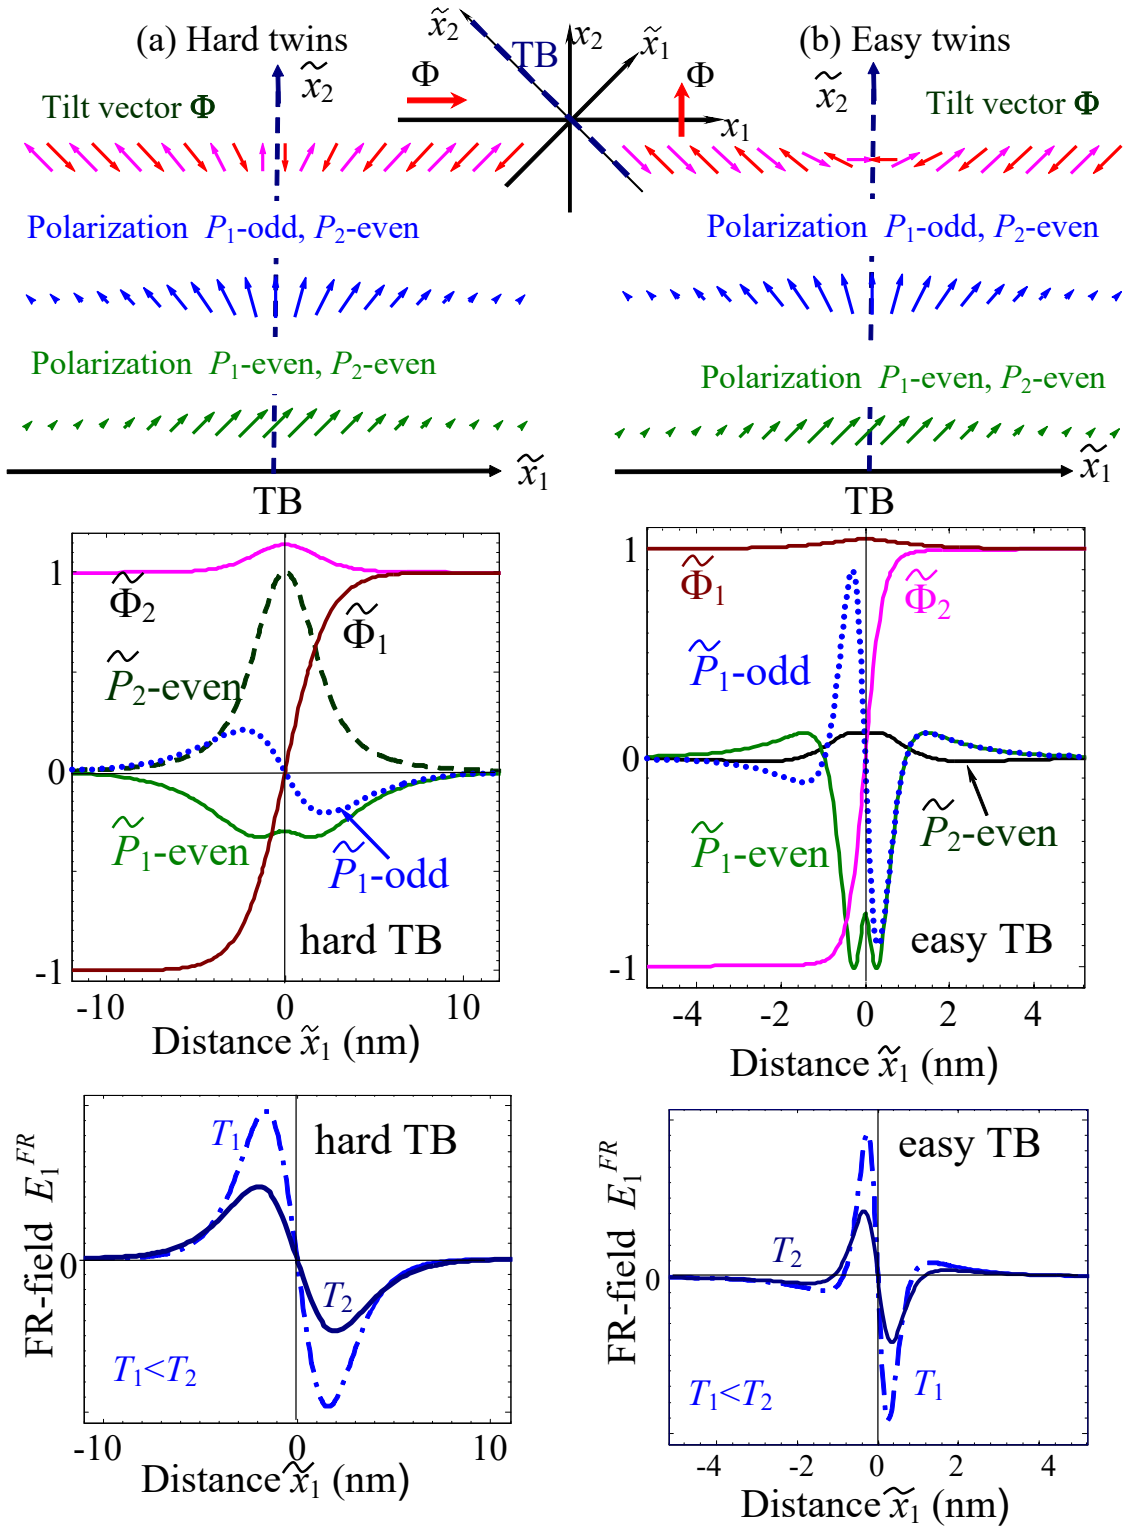 (a) Hard twins
x̃₂
TB
x₂
x̃₁
(b) Easy twins
x̃₂
Φ
Φ
x̃₂
Tilt vector Φ
x₁
Tilt vector Φ
Polarization P₁-odd, P₂-even
Polarization P₁-odd, P₂-even
Polarization P₁-even, P₂-even
Polarization P₁-even, P₂-even
x̃₁
x̃₁
TB
TB
1
Φ̃₂
Φ̃₁
P̃₂-even
0
P̃₁-even
P̃₁-odd
hard TB
-1
-10
0
10
Distance x̃₁ (nm)
1
Φ̃₁
Φ̃₂
P̃₁-odd
0
P̃₂-even
P̃₁-even
easy TB
-1
-4
-2
0
2
4
Distance x̃₁ (nm)
FR-field E₁ᶠᴿ
T₁
hard TB
0
T₂
T₁<T₂
-10
0
10
Distance x̃₁ (nm)
FR-field E₁ᶠᴿ
easy TB
T₂
0
T₁<T₂
T₁
-4
-2
0
2
4
Distance x̃₁ (nm)